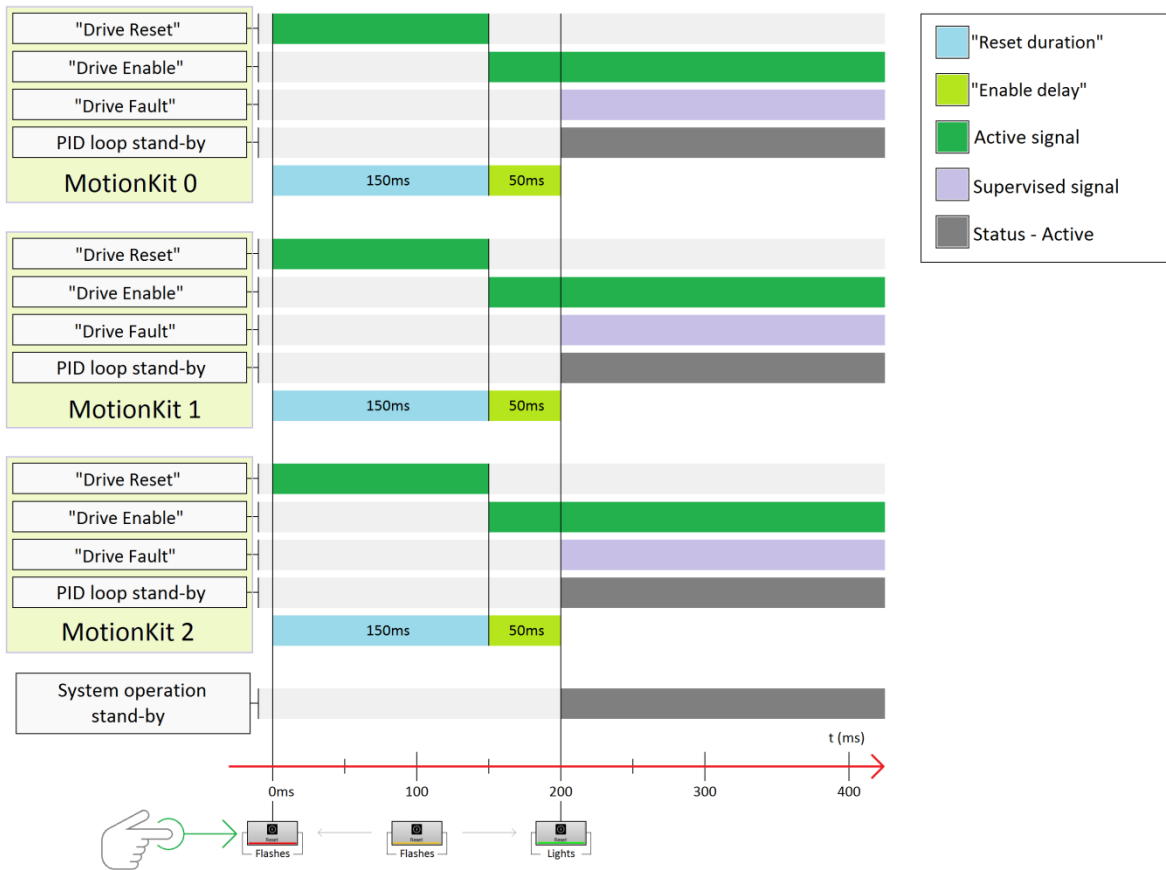 "Drive Reset"
"Drive Enable"
"Drive Fault"
PID loop stand-by
MotionKit 0
150ms
50ms
"Reset duration"
"Enable delay"
Active signal
Supervised signal
Status - Active
"Drive Reset"
"Drive Enable"
"Drive Fault"
PID loop stand-by
MotionKit 1
150ms
50ms
"Drive Reset"
"Drive Enable"
"Drive Fault"
PID loop stand-by
MotionKit 2
150ms
50ms
System operation
stand-by
t (ms)
0ms
100
200
300
400
Reset
Reset
Reset
Flashes
Flashes
Lights